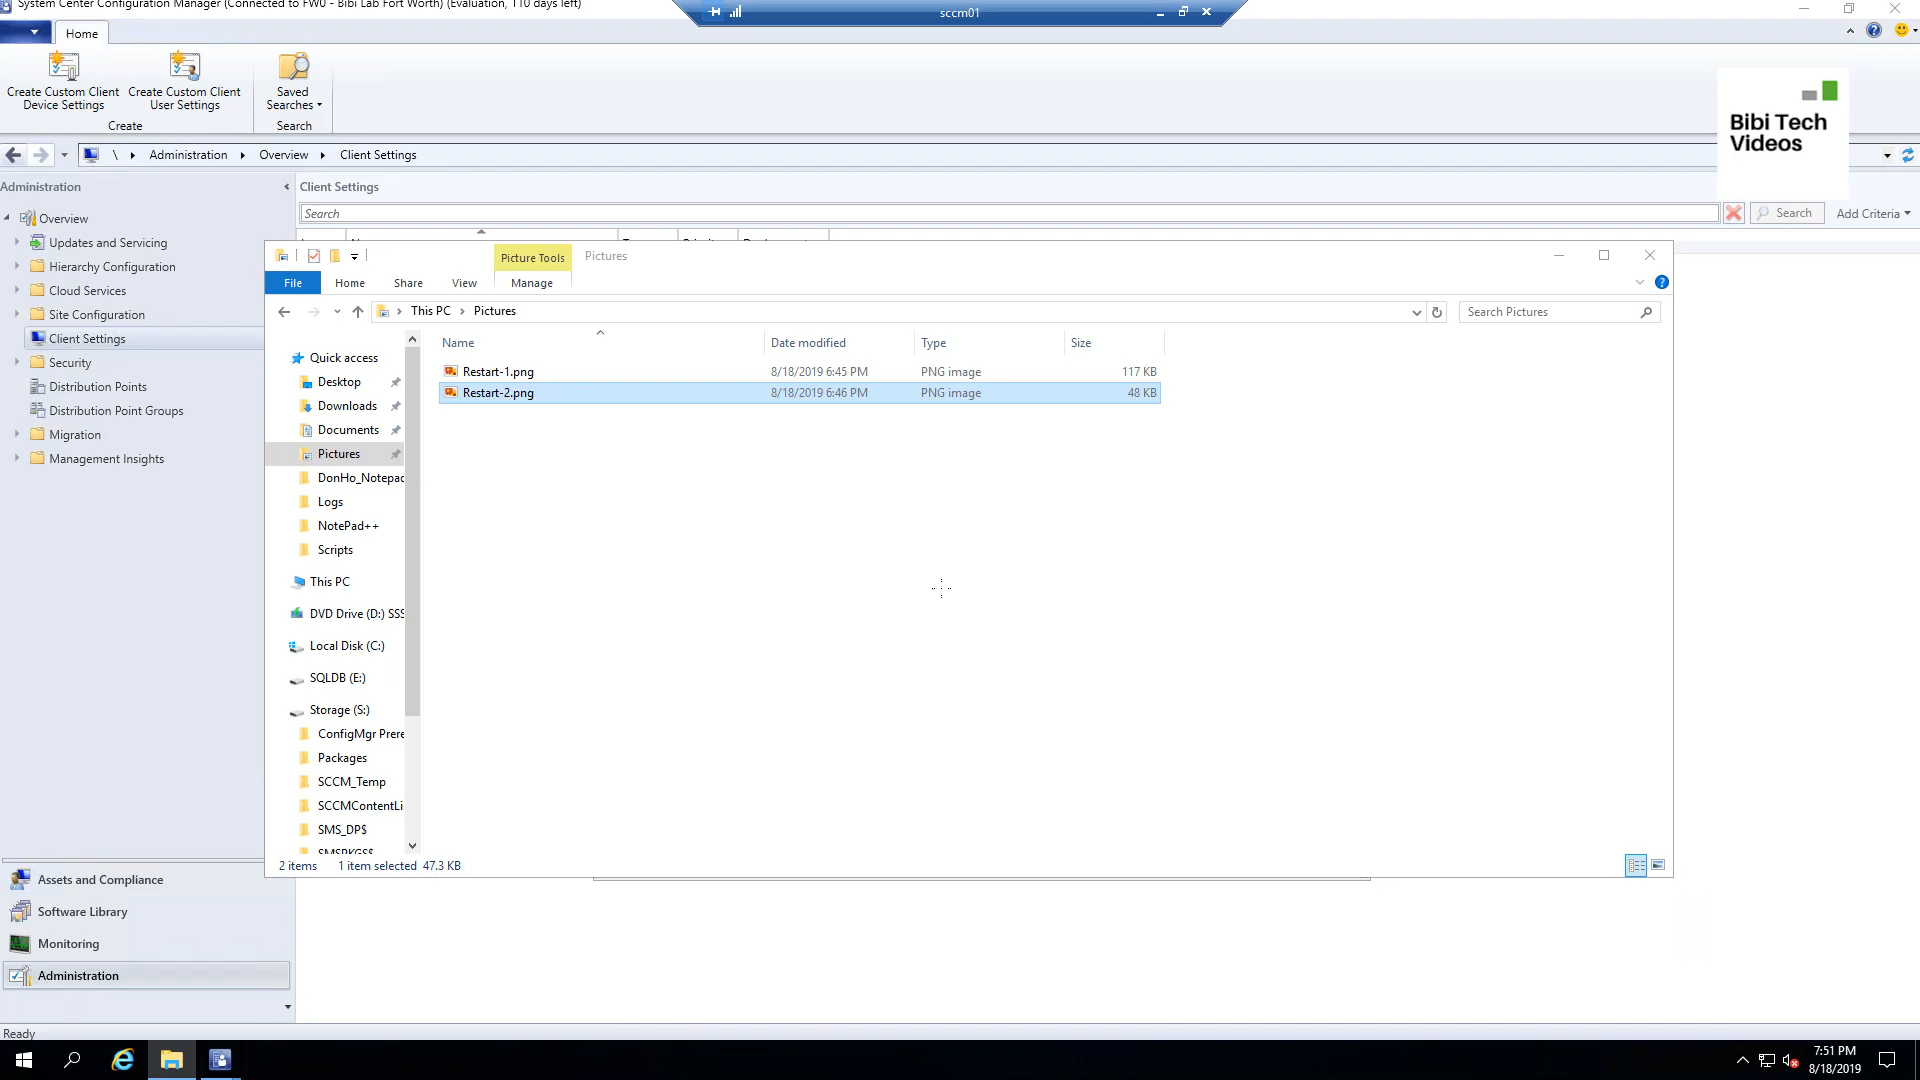 System Center Configuration Manager (Connected to FW0 - Bibi Lab Fort Worth) (Evaluation, 110 days left)
sccm01
Home
Create Custom Client Device Settings
Create Custom Client User Settings
Saved Searches
Create
Search
Bibi Tech
Videos
\ Administration Overview Client Settings
Administration
Client Settings
Overview
Search
Search
Add Criteria
Updates and Servicing
Hierarchy Configuration
Cloud Services
Site Configuration
Client Settings
Security
Distribution Points
Distribution Point Groups
Migration
Management Insights
Picture Tools
Pictures
File
Home
Share
View
Manage
This PC
Pictures
Search Pictures
Name
Date modified
Type
Size
Restart-1.png
8/18/2019 6:45 PM
PNG image
117 KB
Restart-2.png
8/18/2019 6:46 PM
PNG image
48 KB
Quick access
Desktop
Downloads
Documents
Pictures
DonHo_Notepac
Logs
NotePad++
Scripts
This PC
DVD Drive (D:) SSS
Local Disk (C:)
SQLDB (E:)
Storage (S:)
ConfigMgr Prere
Packages
SCCM_Temp
SCCMContentLi
SMS_DP$
2 items
1 item selected 47.3 KB
Assets and Compliance
Software Library
Monitoring
Administration
Ready
7:51 PM
8/18/2019